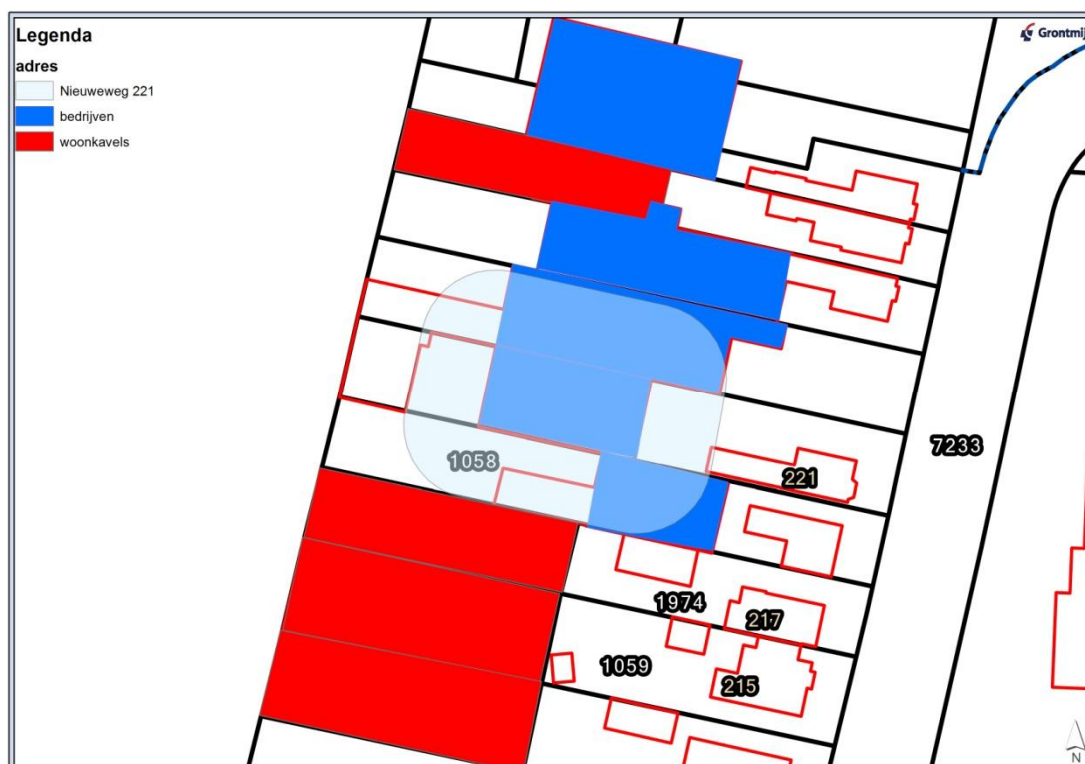 Legenda
adres
Nieuweweg 221
bedrijven
woonkavels
Grontmij
1058
221
7233
1974
217
1059
215
N